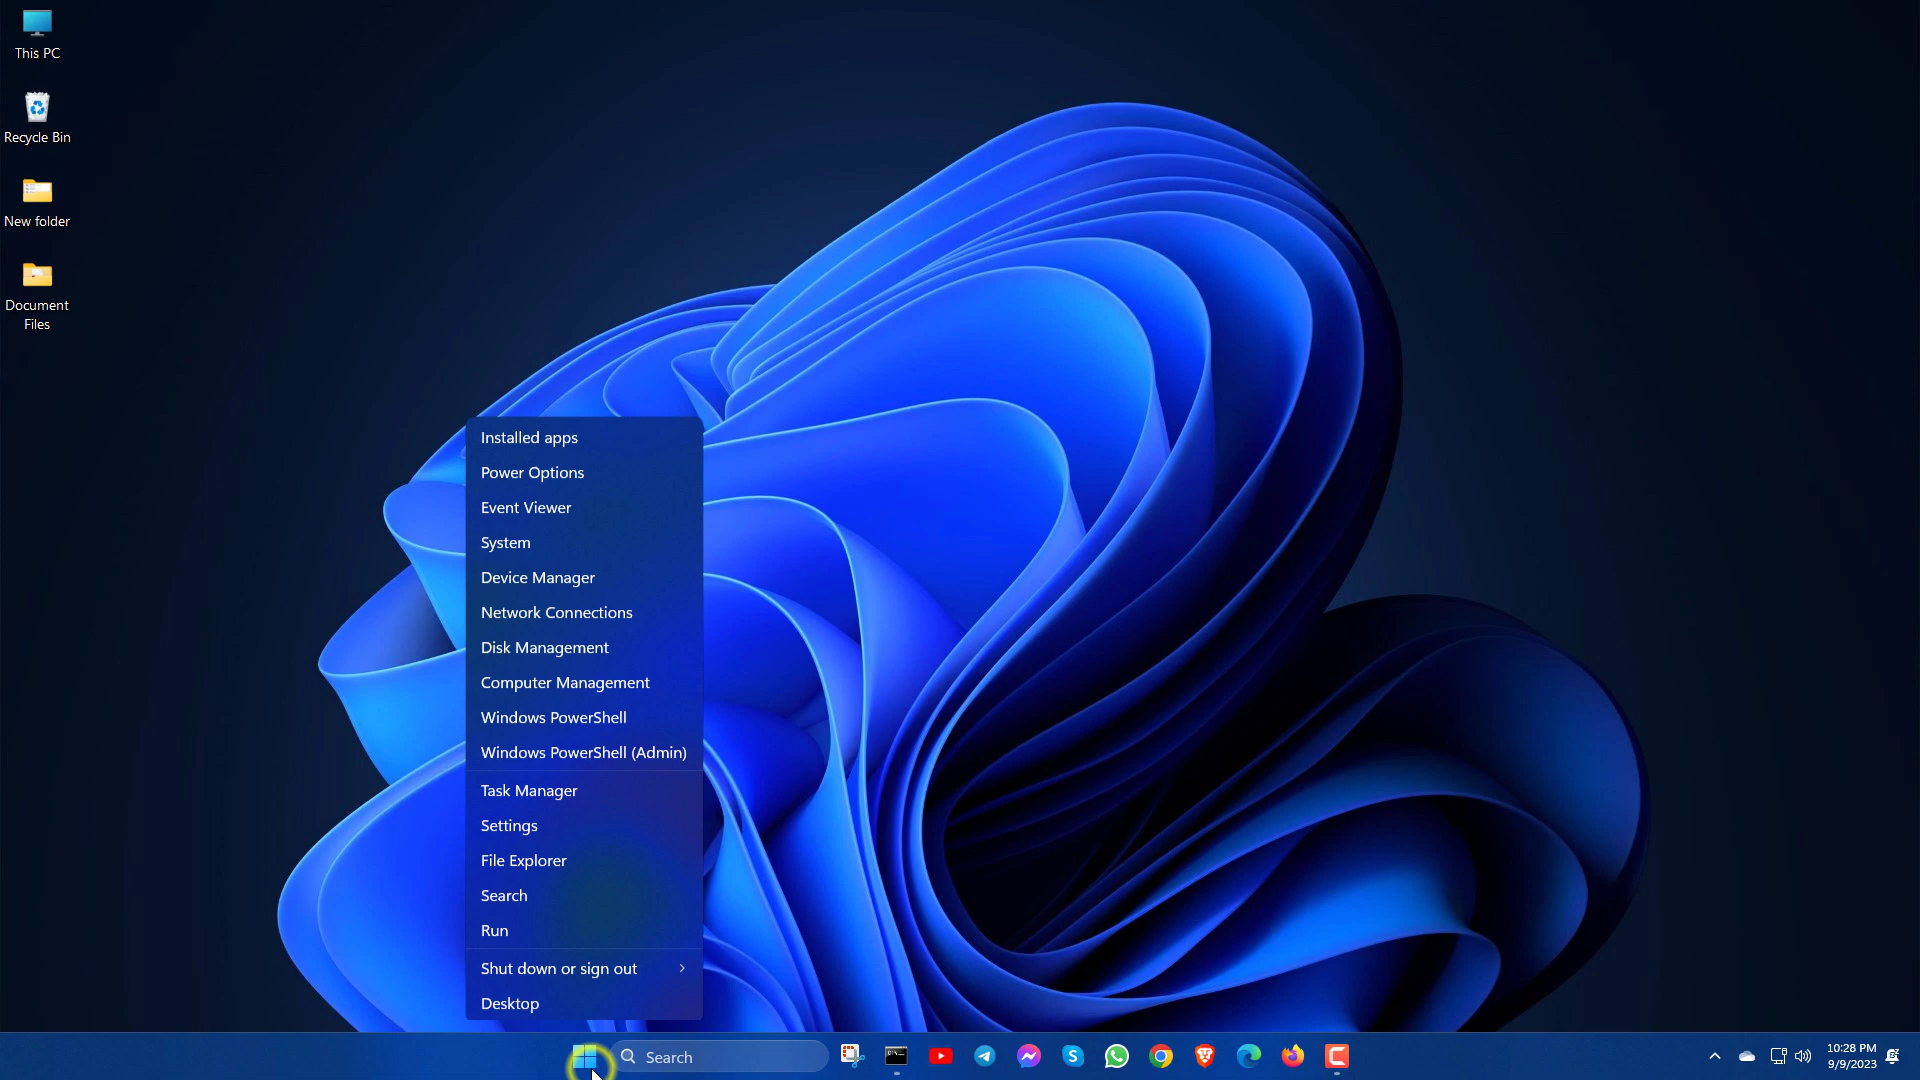 This PC
Recycle Bin
New folder
Document
Files
Installed apps
Power Options
Event Viewer
System
Device Manager
Network Connections
Disk Management
Computer Management
Windows PowerShell
Windows PowerShell (Admin)
Task Manager
Settings
File Explorer
Search
Run
Shut down or sign out
Desktop
Search
10:28 PM
9/9/2023